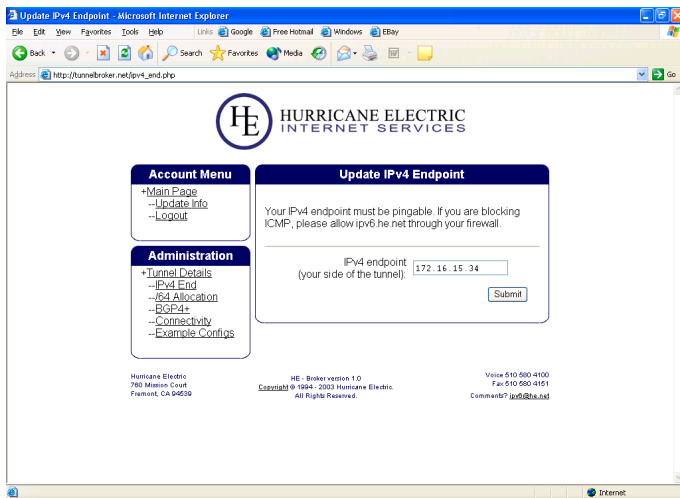 Update IPv4 Endpoint - Microsoft Internet Explorer
File Edit View Favorites Tools Help Links Google Free Hotmail Windows EBay
Back Search Favorites Media
Address http://tunnelbroker.net/ipv4_end.php Go
HE HURRICANE ELECTRIC
INTERNET SERVICES
Account Menu
+Main Page
--Update Info
--Logout
Administration
+Tunnel Details
--IPv4 End
--/64 Allocation
--BGP4+
--Connectivity
--Example Configs
Update IPv4 Endpoint
Your IPv4 endpoint must be pingable. If you are blocking
ICMP, please allow ipv6.he.net through your firewall.
IPv4 endpoint
(your side of the tunnel): 172.16.15.34
Submit
Hurricane Electric
760 Mission Court
Fremont, CA 94539
HE - Broker version 1.0
Copyright © 1994 - 2003 Hurricane Electric.
All Rights Reserved.
Voice 510 580 4100
Fax 510 580 4151
Comments? ipv6@he.net
Internet